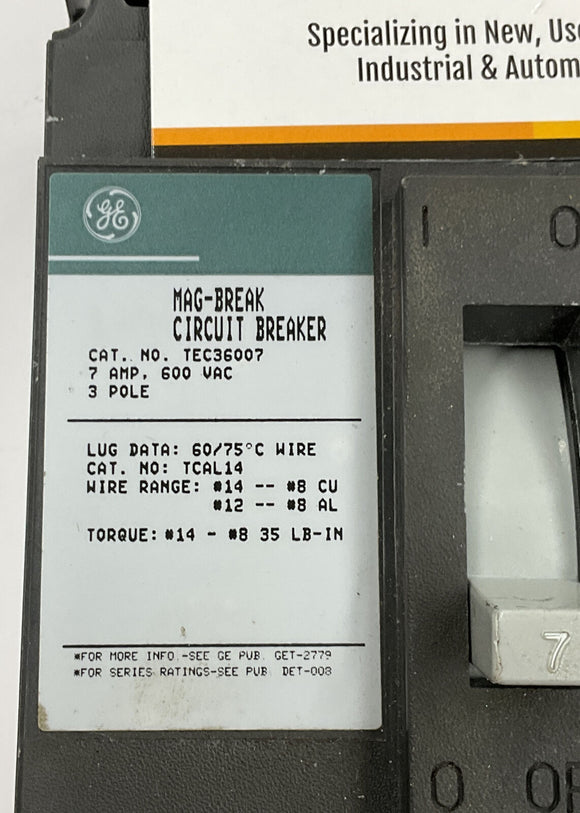 Specializing in New,
Industrial &
GE
I
MAG-BREAK
CIRCUIT BREAKER
CAT. NO. TEC36007
7 AMP, 600 VAC
3 POLE
LUG DATA: 60/75°C WIRE
CAT. NO: TCAL14
WIRE RANGE: #14 -- #8 CU
#12 -- #8 AL
TORQUE: #14 - #8 35 LB-IN
7
*FOR MORE INFO.-SEE GE PUB. GET-2779
*FOR SERIES RATINGS-SEE PUB DET-008
O